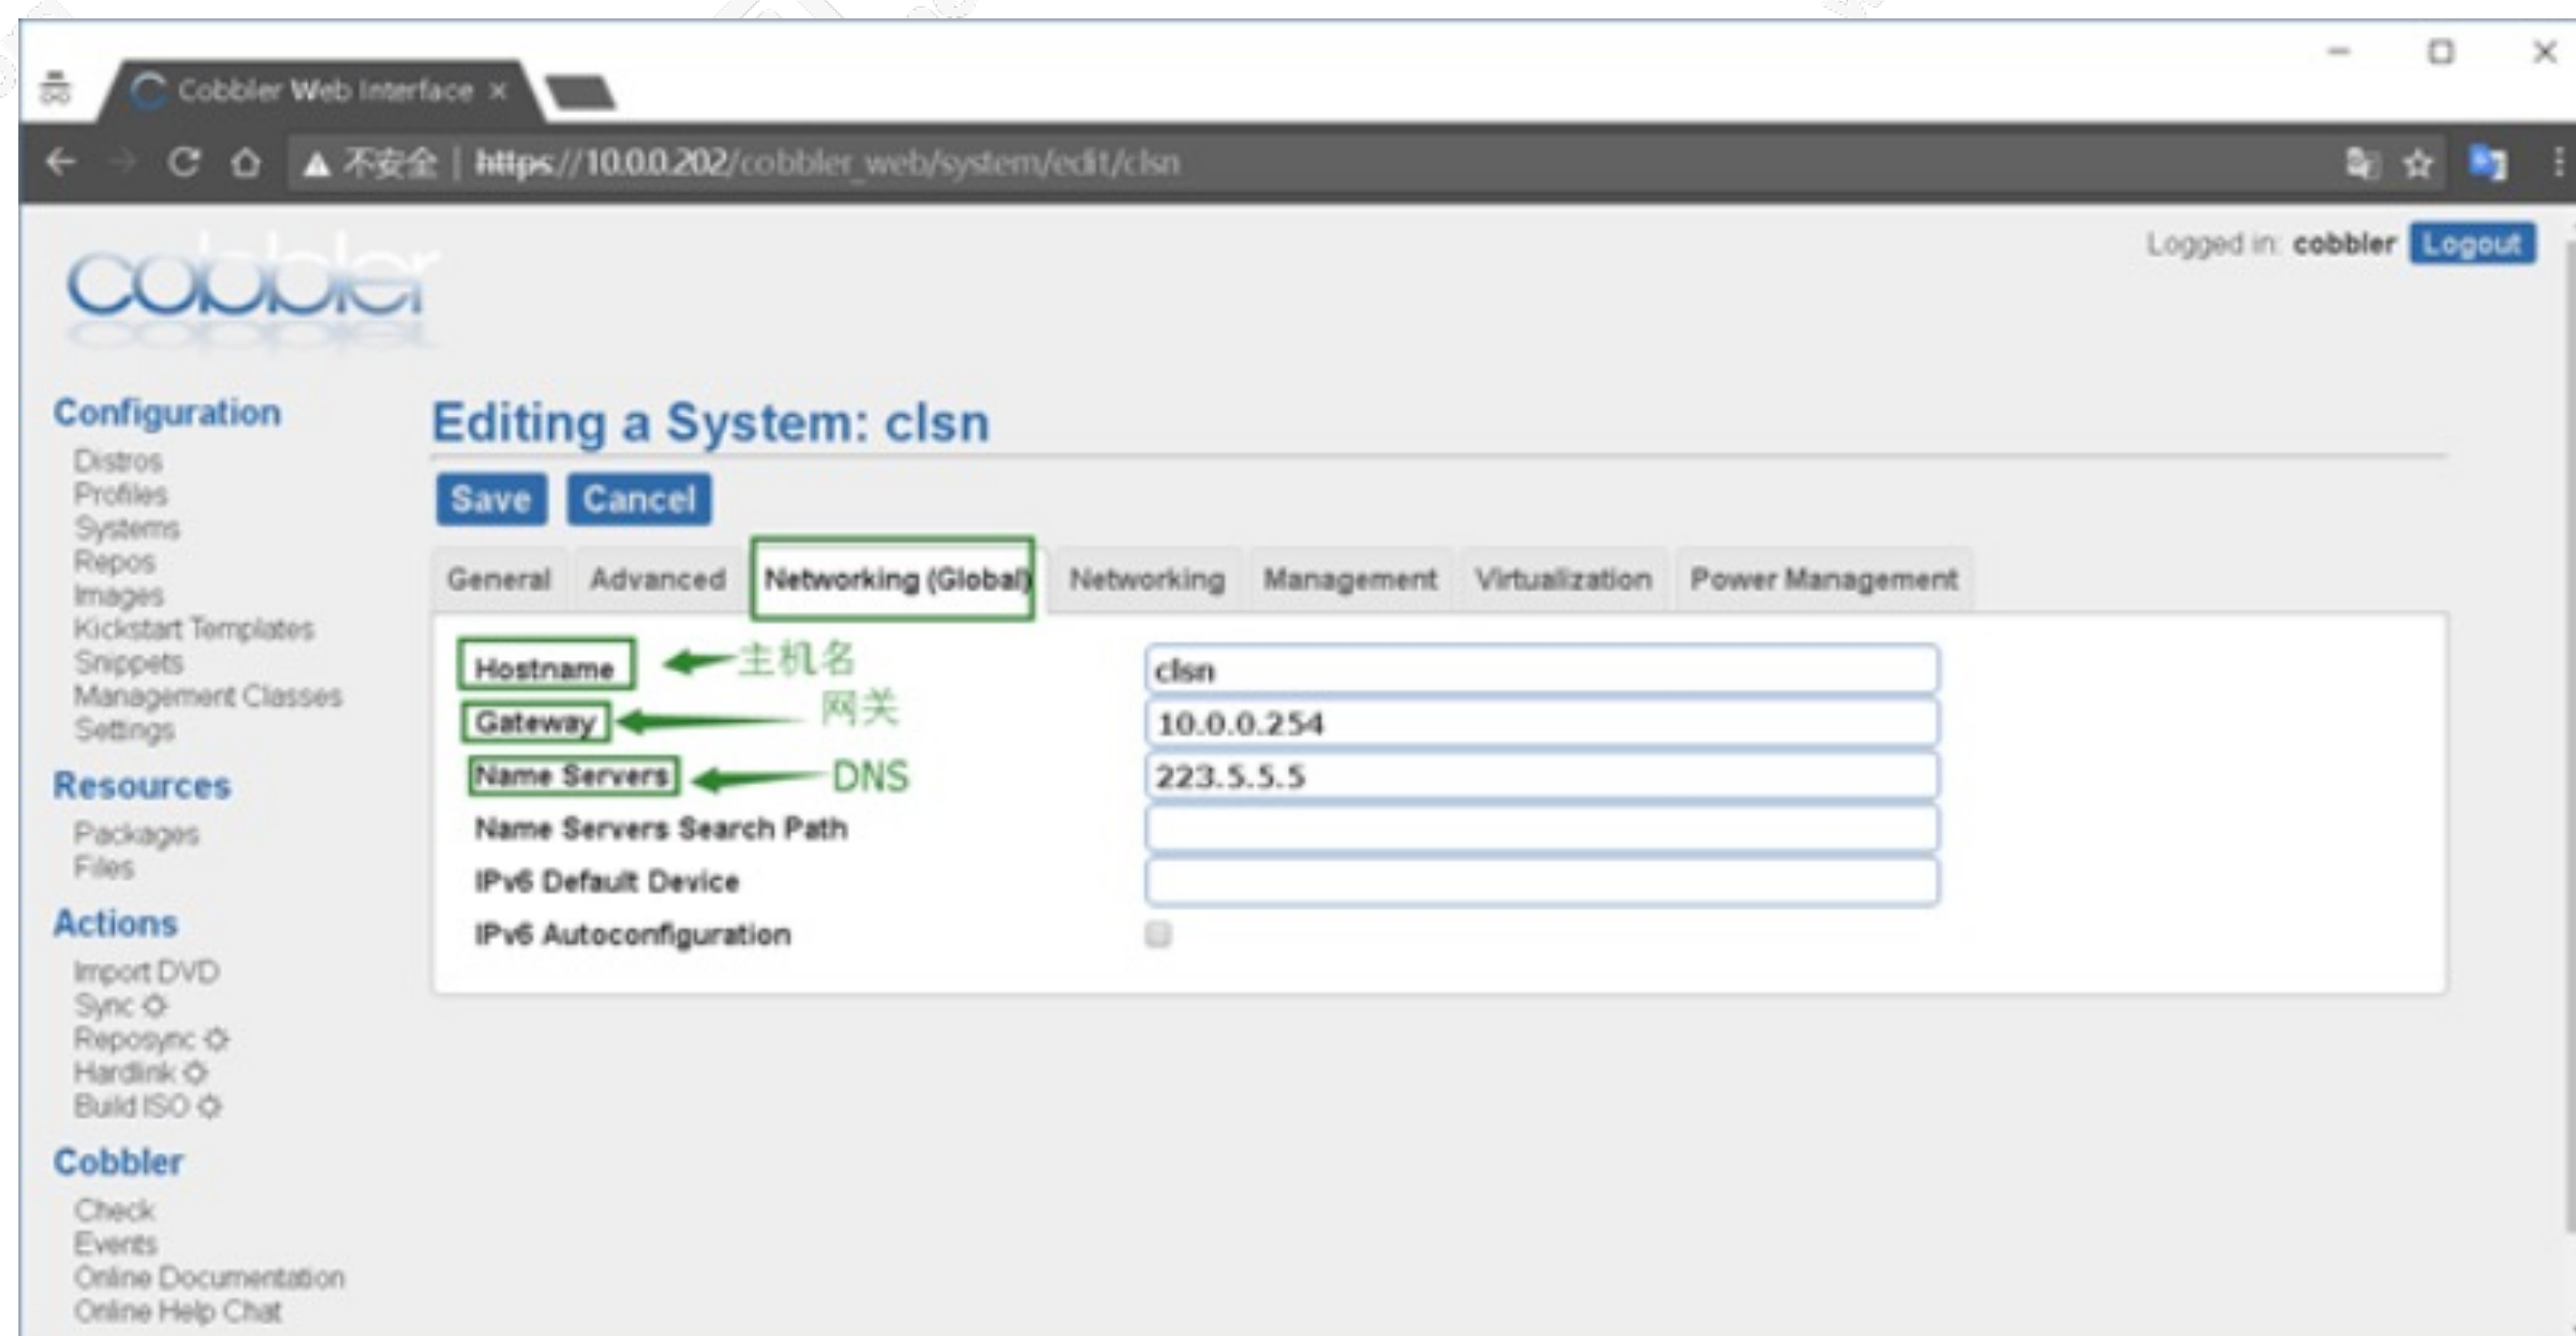 Cobbler Web Interface ×
不安全 | https://10.0.0.202/cobbler_web/system/edit/clsn
cobbler
Logged in: cobbler Logout
Configuration
Distros
Profiles
Systems
Repos
Images
Kickstart Templates
Snippets
Management Classes
Settings
Resources
Packages
Files
Actions
Import DVD
Sync
Reposync
Hardlink
Build ISO
Cobbler
Check
Events
Online Documentation
Online Help Chat
Editing a System: clsn
Save Cancel
General Advanced Networking (Global) Networking Management Virtualization Power Management
Hostname 主机名 clsn
Gateway 网关 10.0.0.254
Name Servers DNS 223.5.5.5
Name Servers Search Path
IPv6 Default Device
IPv6 Autoconfiguration